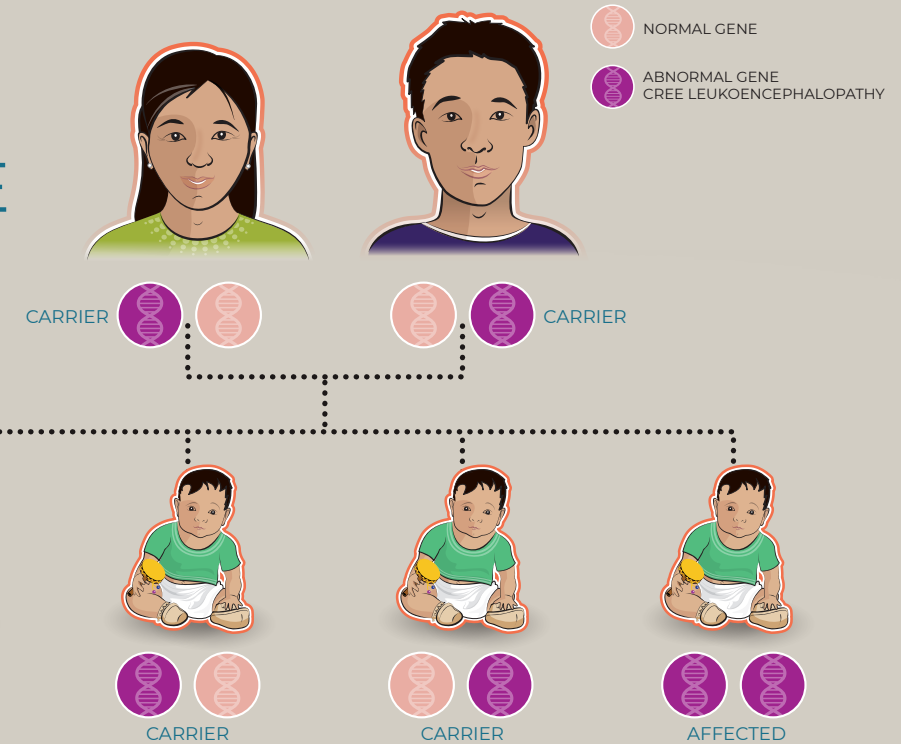 NORMAL GENE
ABNORMAL GENE
CREE LEUKOENCEPHALOPATHY
E
CARRIER
CARRIER
CARRIER
CARRIER
AFFECTED